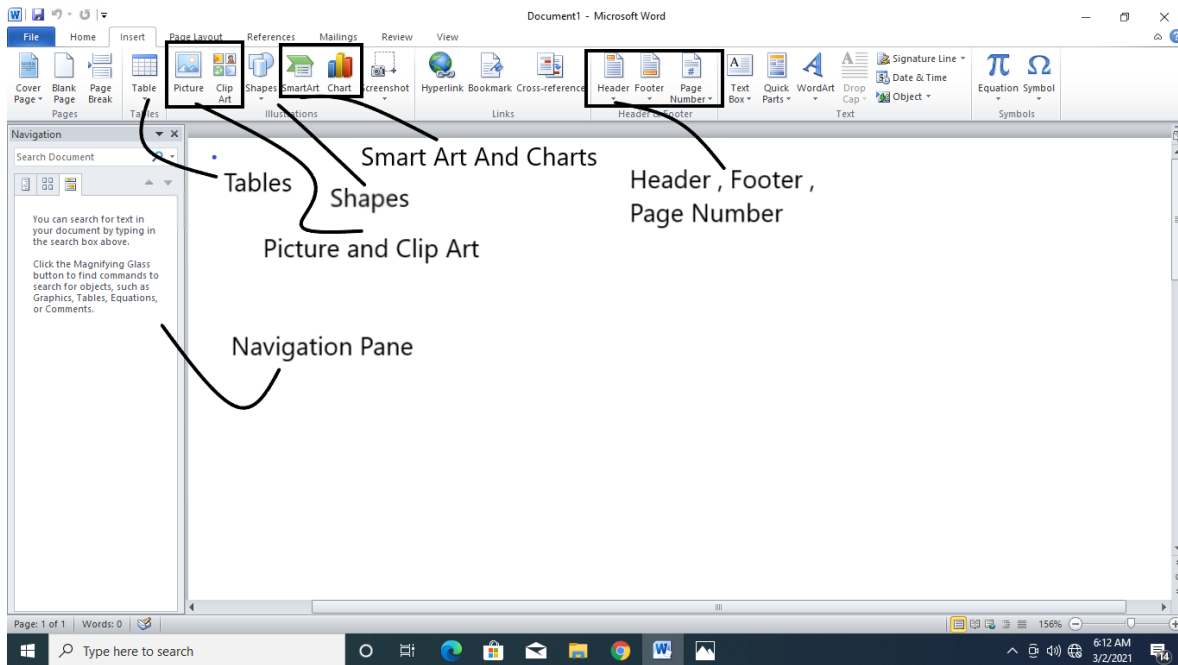 Document1 - Microsoft Word
File Home Insert Page Layout References Mailings Review View
Cover Page
Blank Page
Page Break
Table
Picture
Clip Art
Shapes
SmartArt
Chart
Screenshot
Hyperlink
Bookmark
Cross-reference
Header
Footer
Page Number
Text Box
Quick Parts
WordArt
Drop Cap
Signature Line
Date & Time
Object
Equation
Symbol
Pages
Tables
Illustrations
Links
Header & Footer
Text
Symbols
Navigation
Search Document
You can search for text in
your document by typing in
the search box above.
Click the Magnifying Glass
button to find commands to
search for objects, such as
Graphics, Tables, Equations,
or Comments.
Smart Art And Charts
Tables
Shapes
Header , Footer ,
Page Number
Picture and Clip Art
Navigation Pane
Page: 1 of 1 Words: 0
156%
Type here to search
6:12 AM
3/2/2021
14